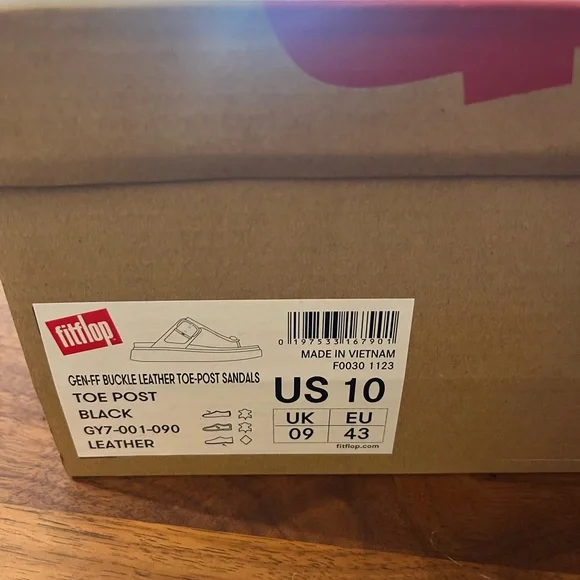 fitflop
GEN-FF BUCKLE LEATHER TOE-POST SANDALS
TOE POST
BLACK
GY7-001-090
LEATHER
0 197533 167901
MADE IN VIETNAM
F0030 1123
US 10
UK EU
09 43
fitflop.com